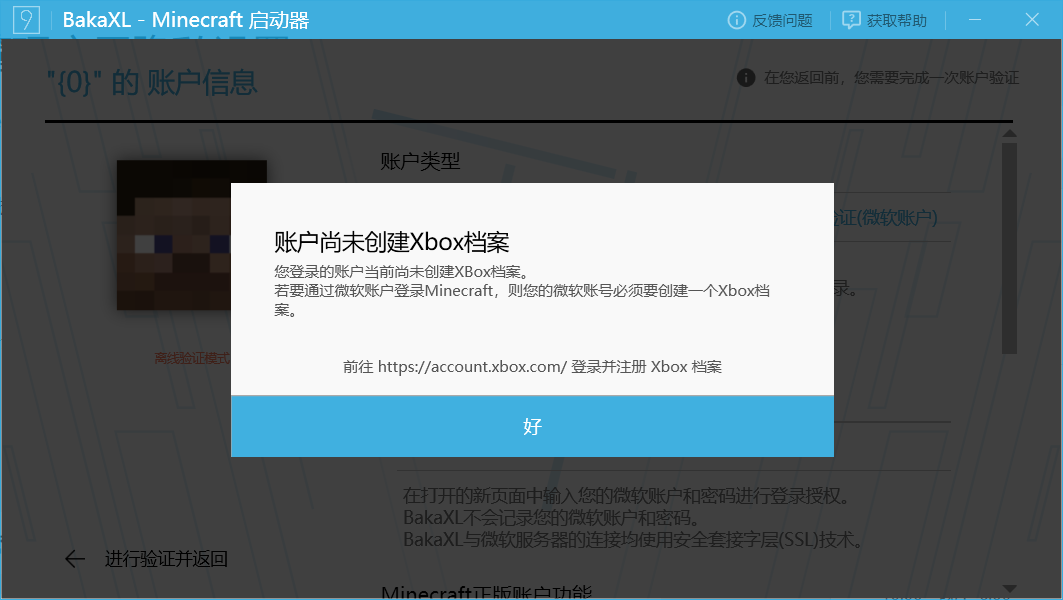 BakaXL - Minecraft 启动器
反馈问题
获取帮助
"{0}" 的 账户信息
在您返回前，您需要完成一次账户验证
账户类型
验证(微软账户)
账户尚未创建Xbox档案
您登录的账户当前尚未创建XBox档案。
若要通过微软账户登录Minecraft，则您的微软账号必须要创建一个Xbox档
案。
录。
离线验证模式
前往 https://account.xbox.com/ 登录并注册 Xbox 档案
好
在打开的新页面中输入您的微软账户和密码进行登录授权。
BakaXL不会记录您的微软账户和密码。
BakaXL与微软服务器的连接均使用安全套接字层(SSL)技术。
进行验证并返回
Minecraft正版账户功能